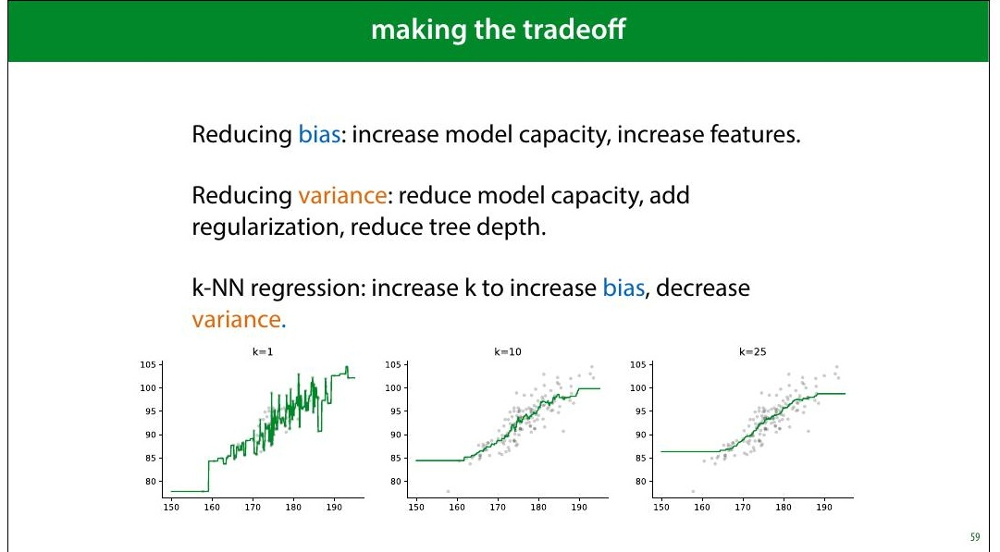 making the tradeoff
Reducing bias: increase model capacity, increase features.
Reducing variance: reduce model capacity, add
regularization, reduce tree depth.
k-NN regression: increase k to increase bias, decrease
variance.
k=1
105
100
95
90
85
80
150 160 170 180 190
k=10
105
100
95
90
85
80
150 160 170 180 190
k=25
105
100
95
90
85
80
150 160 170 180 190
59